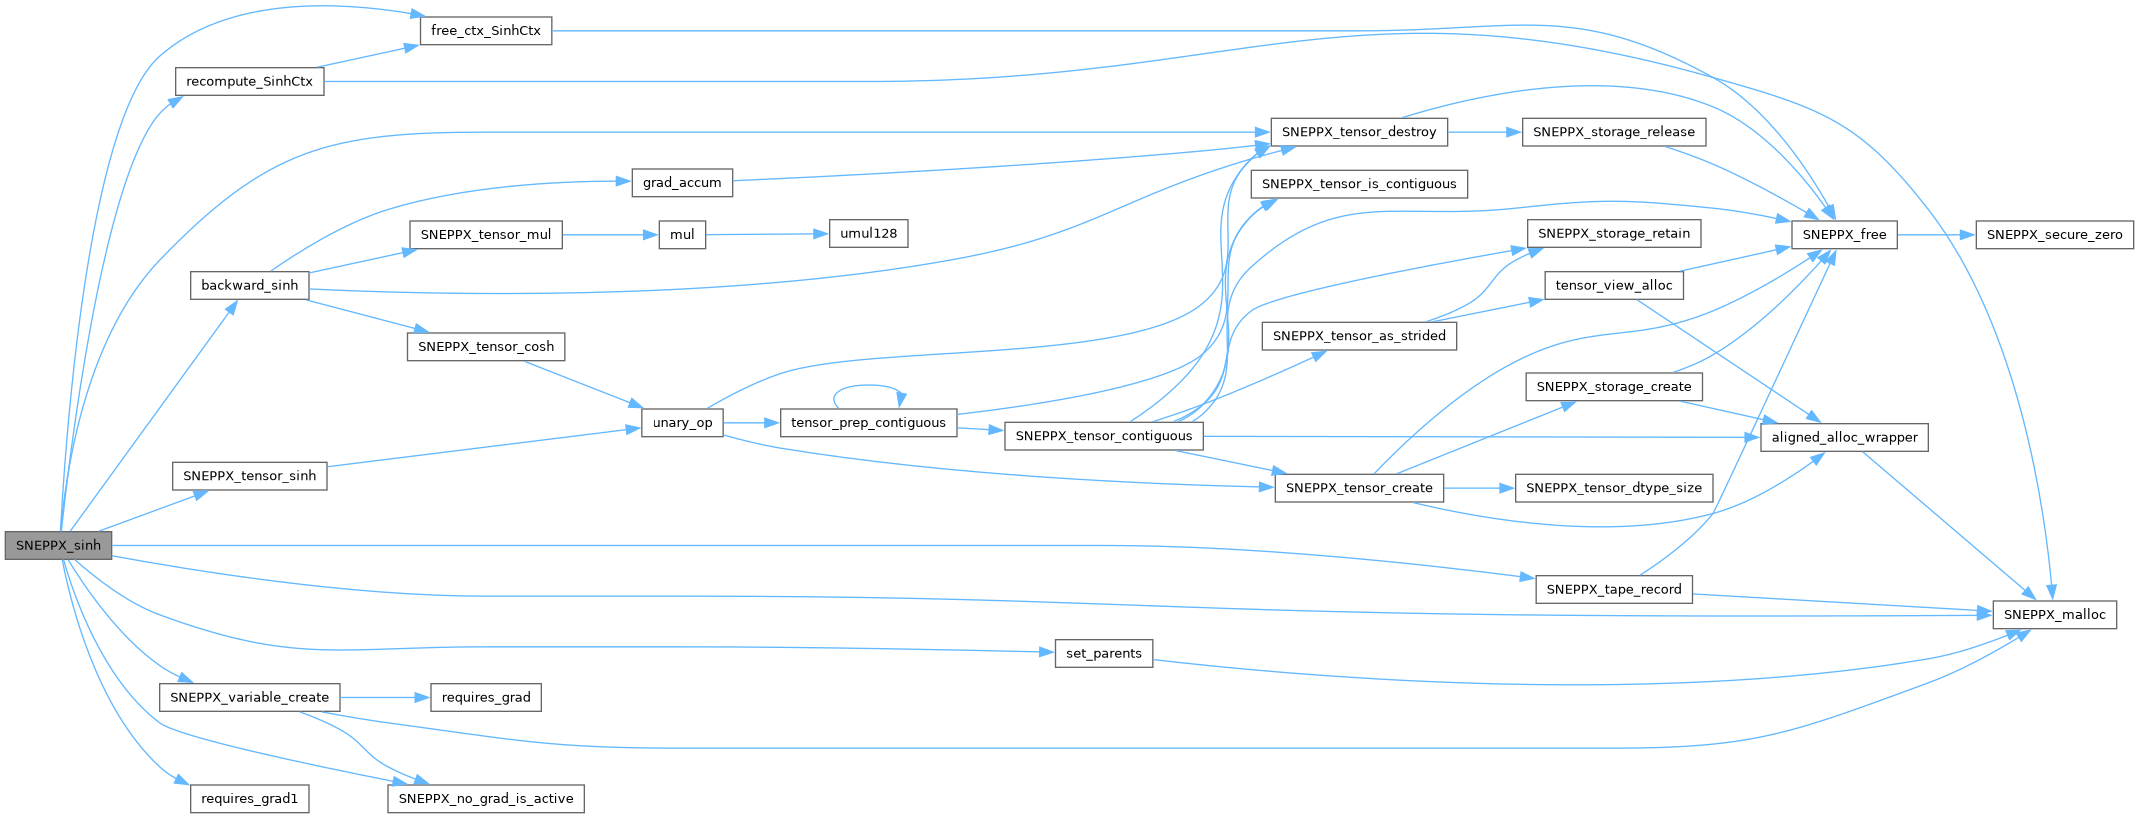 free_ctx_SinhCtx
recompute_SinhCtx
SNEPPX_tensor_destroy
SNEPPX_storage_release
grad_accum
SNEPPX_tensor_is_contiguous
SNEPPX_tensor_mul
mul
umul128
SNEPPX_storage_retain
SNEPPX_free
SNEPPX_secure_zero
backward_sinh
tensor_view_alloc
SNEPPX_tensor_cosh
SNEPPX_tensor_as_strided
SNEPPX_storage_create
unary_op
tensor_prep_contiguous
SNEPPX_tensor_contiguous
aligned_alloc_wrapper
SNEPPX_tensor_sinh
SNEPPX_tensor_create
SNEPPX_tensor_dtype_size
SNEPPX_sinh
SNEPPX_tape_record
SNEPPX_malloc
set_parents
SNEPPX_variable_create
requires_grad
requires_grad1
SNEPPX_no_grad_is_active